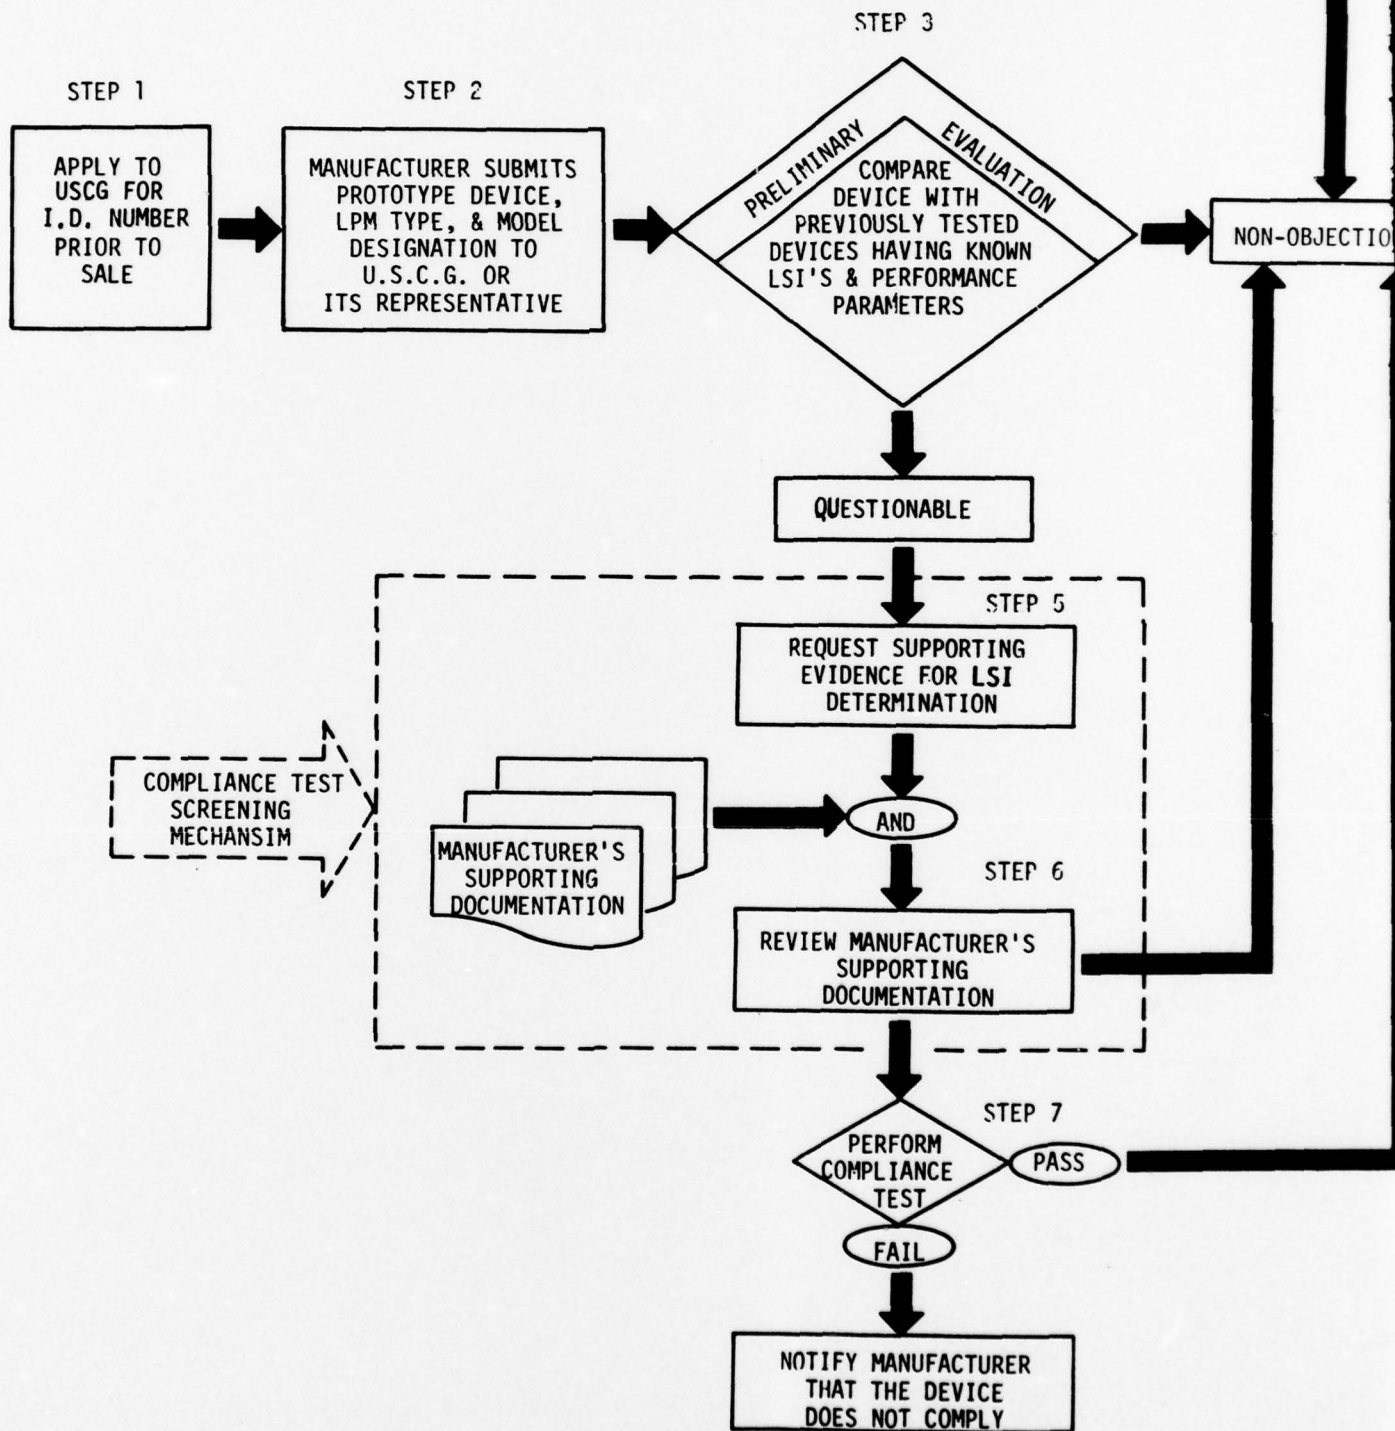 STEP 1
APPLY TO
USCG FOR
I.D. NUMBER
PRIOR TO
SALE
STEP 2
MANUFACTURER SUBMITS
PROTOTYPE DEVICE,
LPM TYPE, & MODEL
DESIGNATION TO
U.S.C.G. OR
ITS REPRESENTATIVE
STEP 3
PRELIMINARY EVALUATION
COMPARE
DEVICE WITH
PREVIOUSLY TESTED
DEVICES HAVING KNOWN
LSI'S & PERFORMANCE
PARAMETERS
NON-OBJECTIO
QUESTIONABLE
STEP 5
REQUEST SUPPORTING
EVIDENCE FOR LSI
DETERMINATION
COMPLIANCE TEST
SCREENING
MECHANSIM
MANUFACTURER'S
SUPPORTING
DOCUMENTATION
AND
STEP 6
REVIEW MANUFACTURER'S
SUPPORTING
DOCUMENTATION
STEP 7
PERFORM
COMPLIANCE
TEST
PASS
FAIL
NOTIFY MANUFACTURER
THAT THE DEVICE
DOES NOT COMPLY